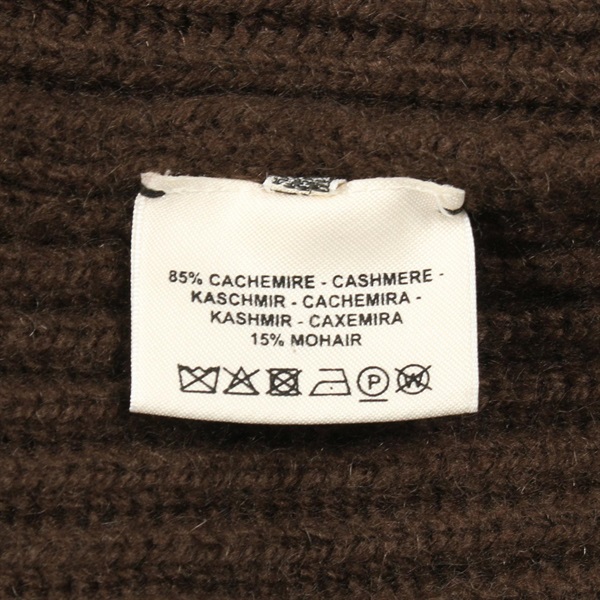 85% CACHEMIRE - CASHMERE -
KASCHMIR - CACHEMIRA -
KASHMIR - CAXEMIRA
15% MOHAIR
P W